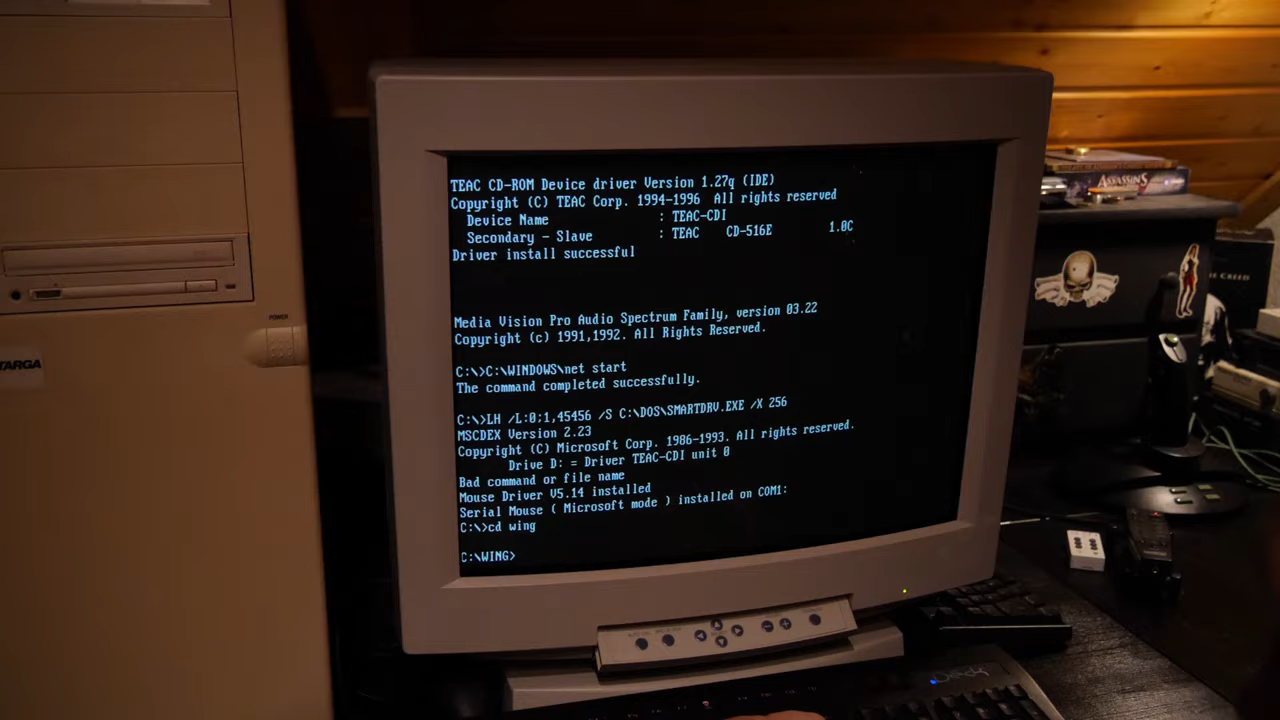 TEAC CD-ROM Device driver Version 1.27q (IDE)
Copyright (C) TEAC Corp. 1994-1996  All rights reserved
Device Name : TEAC-CDI
Secondary - Slave : TEAC CD-516E 1.0C
Driver install successful
Media Vision Pro Audio Spectrum Family, version 03.22
Copyright (c) 1991,1992. All Rights Reserved.
C:\>C:\WINDOWS\net start
The command completed successfully.
C:\>LH /L:0;1,45456 /S C:\DOS\SMARTDRV.EXE /X 256
MSCDEX Version 2.23
Copyright (C) Microsoft Corp. 1986-1993. All rights reserved.
Drive D: = Driver TEAC-CDI unit 0
Bad command or file name
Mouse Driver V5.14 installed
Serial Mouse ( Microsoft mode ) installed on COM1:
C:\>cd wing
C:\WING>
POWER
TARGA
ASSASSIN'S
CREED
Deck